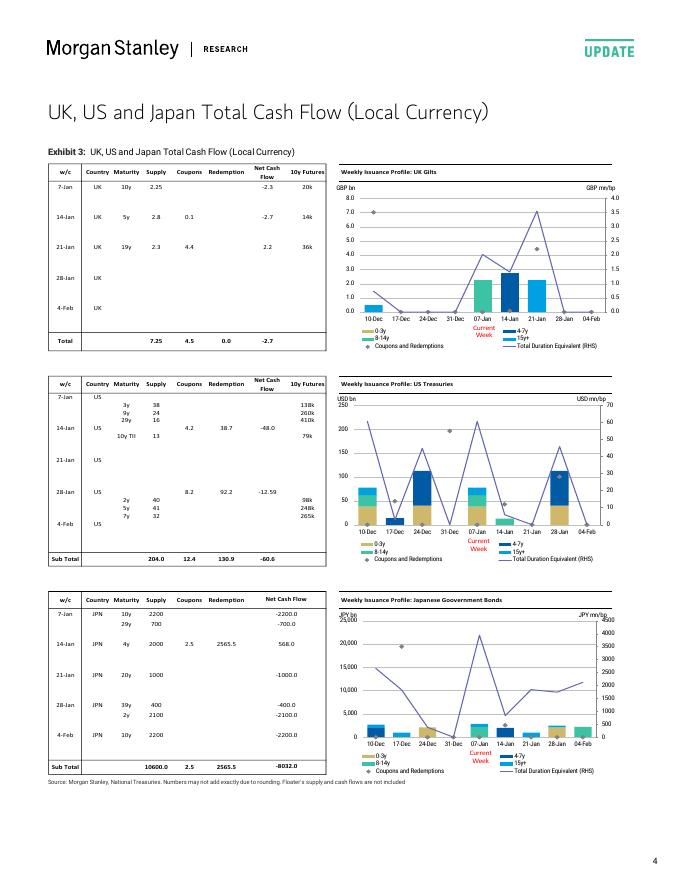 Morgan Stanley | RESEARCH
UPDATE
UK, US and Japan Total Cash Flow (Local Currency)
Exhibit 3: UK, US and Japan Total Cash Flow (Local Currency)
w/c Country Maturity Supply Coupons Redemption Net Cash Flow 10y Futures
7-Jan UK 10y 2.25 -2.3 20k
14-Jan UK 5y 2.8 0.1 -2.7 14k
21-Jan UK 19y 2.3 4.4 2.2 36k
28-Jan UK
4-Feb UK
Total 7.25 4.5 0.0 -2.7
Weekly Issuance Profile: UK Gilts
GBP bn GBP mn/bp
8.0 4.0
7.0 3.5
6.0 3.0
5.0 2.5
4.0 2.0
3.0 1.5
2.0 1.0
1.0 0.5
0.0 0.0
10-Dec 17-Dec 24-Dec 31-Dec 07-Jan 14-Jan 21-Jan 28-Jan 04-Feb
Current
Week
0-3y 4-7y
8-14y 15y+
Coupons and Redemptions Total Duration Equivalent (RHS)
w/c Country Maturity Supply Coupons Redemption Net Cash Flow 10y Futures
7-Jan US
3y 38 138k
9y 24 260k
29y 16 410k
14-Jan US 4.2 38.7 -48.0
10y TII 13 79k
21-Jan US
28-Jan US 8.2 92.2 -12.59
2y 40 98k
5y 41 248k
7y 32 265k
4-Feb US
Sub Total 204.0 12.4 130.9 -60.6
Weekly Issuance Profile: US Treasuries
USD bn USD mn/bp
250 70
200 60
150 50
100 40
50 30
0 20
10
0
10-Dec 17-Dec 24-Dec 31-Dec 07-Jan 14-Jan 21-Jan 28-Jan 04-Feb
Current
Week
0-3y 4-7y
8-14y 15y+
Coupons and Redemptions Total Duration Equivalent (RHS)
w/c Country Maturity Supply Coupons Redemption Net Cash Flow
7-Jan JPN 10y 2200 -2200.0
29y 700 -700.0
14-Jan JPN 4y 2000 2.5 2565.5 568.0
21-Jan JPN 10y 1000 -1000.0
28-Jan JPN 39y 400 -400.0
2y 2100 -2100.0
4-Feb JPN 10y 2200 -2200.0
Sub Total 10600.0 2.5 2565.5 -8032.0
Weekly Issuance Profile: Japanese Goovernment Bonds
JPY bn JPY mn/bp
25,000 4500
20,000 4000
15,000 3500
10,000 3000
5,000 2500
0 2000
1500
1000
500
0
10-Dec 17-Dec 24-Dec 31-Dec 07-Jan 14-Jan 21-Jan 28-Jan 04-Feb
Current
Week
0-3y 4-7y
8-14y 15y+
Coupons and Redemptions Total Duration Equivalent (RHS)
Source: Morgan Stanley, National Treasuries. Numbers may not add exactly due to rounding. Floater's supply and cash flows are not included
4